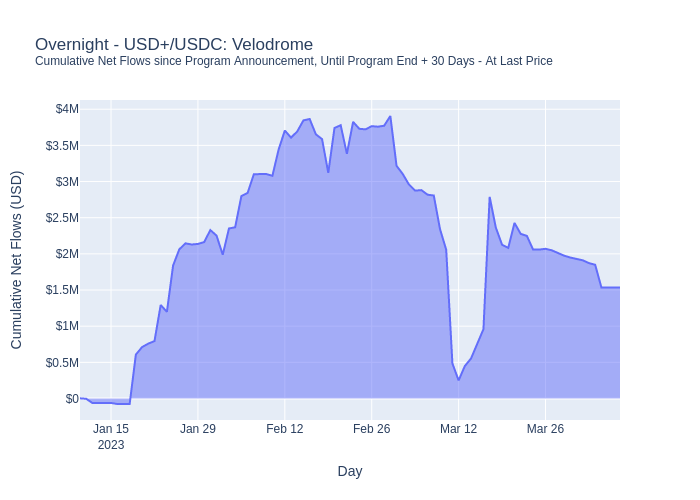 Overnight - USD+/USDC: Velodrome
Cumulative Net Flows since Program Announcement, Until Program End + 30 Days - At Last Price
$4M
$3.5M
$3M
$2.5M
$2M
$1.5M
$1M
$0.5M
$0
Cumulative Net Flows (USD)
Jan 15
2023
Jan 29
Feb 12
Feb 26
Mar 12
Mar 26
Day